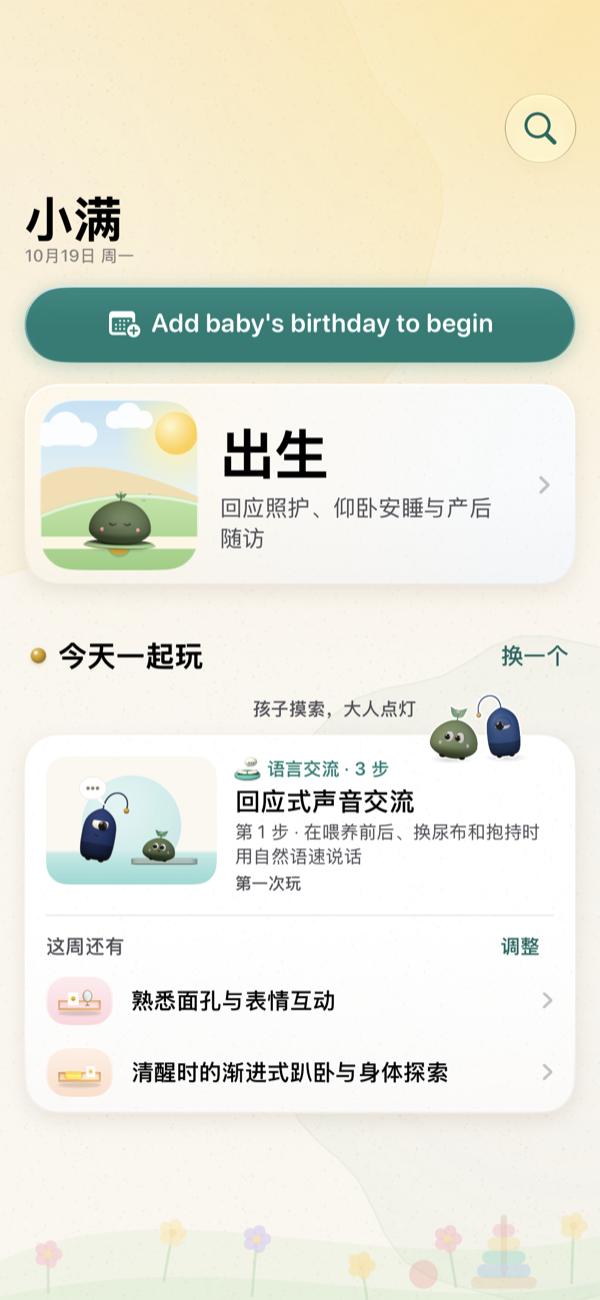 小满
10月19日 周一
Add baby's birthday to begin
出生
回应照护、仰卧安睡与产后
随访
今天一起玩
换一个
孩子摸索，大人点灯
语言交流 · 3 步
回应式声音交流
第 1 步 · 在喂养前后、换尿布和抱持时
用自然语速说话
第一次玩
这周还有
调整
熟悉面孔与表情互动
清醒时的渐进式趴卧与身体探索